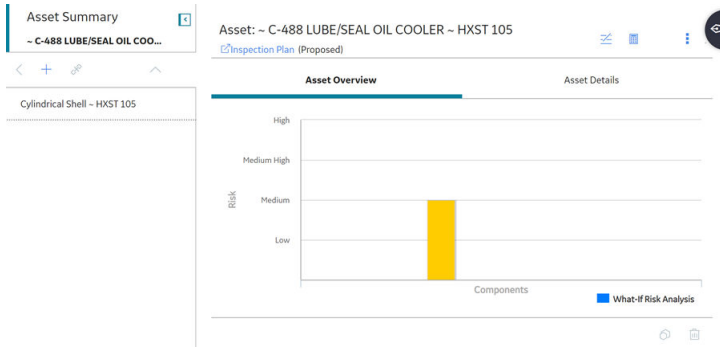 Asset Summary
~ C-488 LUBE/SEAL OIL COO...
Cylindrical Shell ~ HXST 105
Asset: ~ C-488 LUBE/SEAL OIL COOLER ~ HXST 105
Inspection Plan (Proposed)
Asset Overview
Asset Details
High
Medium High
Medium
Low
Risk
Components
What-If Risk Analysis